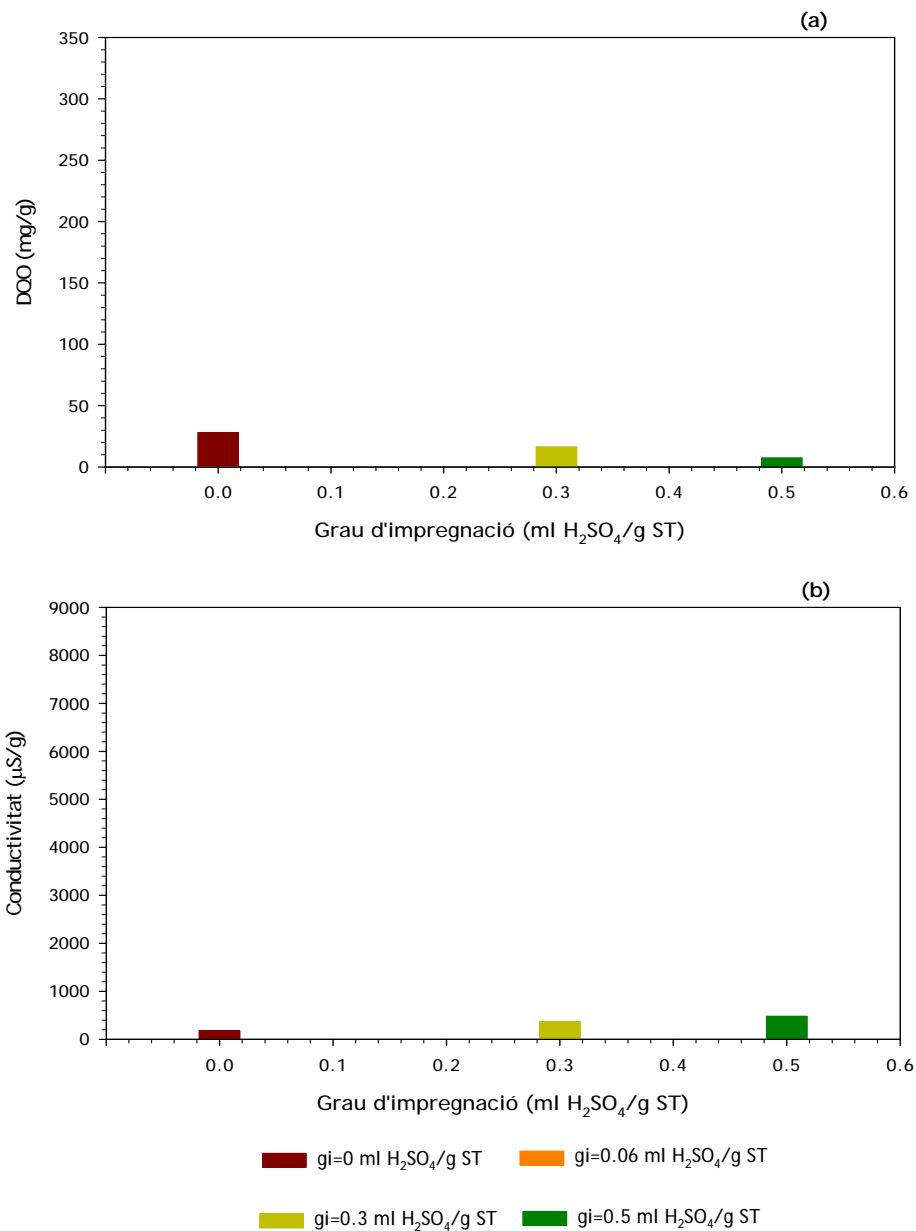 (a)
350
300
250
200
150
100
50
0
DQO (mg/g)
0.0 0.1 0.2 0.3 0.4 0.5 0.6
Grau d'impregnació (ml H₂SO₄/g ST)
(b)
9000
8000
7000
6000
5000
4000
3000
2000
1000
0
Conductivitat (µS/g)
0.0 0.1 0.2 0.3 0.4 0.5 0.6
Grau d'impregnació (ml H₂SO₄/g ST)
gi=0 ml H₂SO₄/g ST gi=0.06 ml H₂SO₄/g ST
gi=0.3 ml H₂SO₄/g ST gi=0.5 ml H₂SO₄/g ST